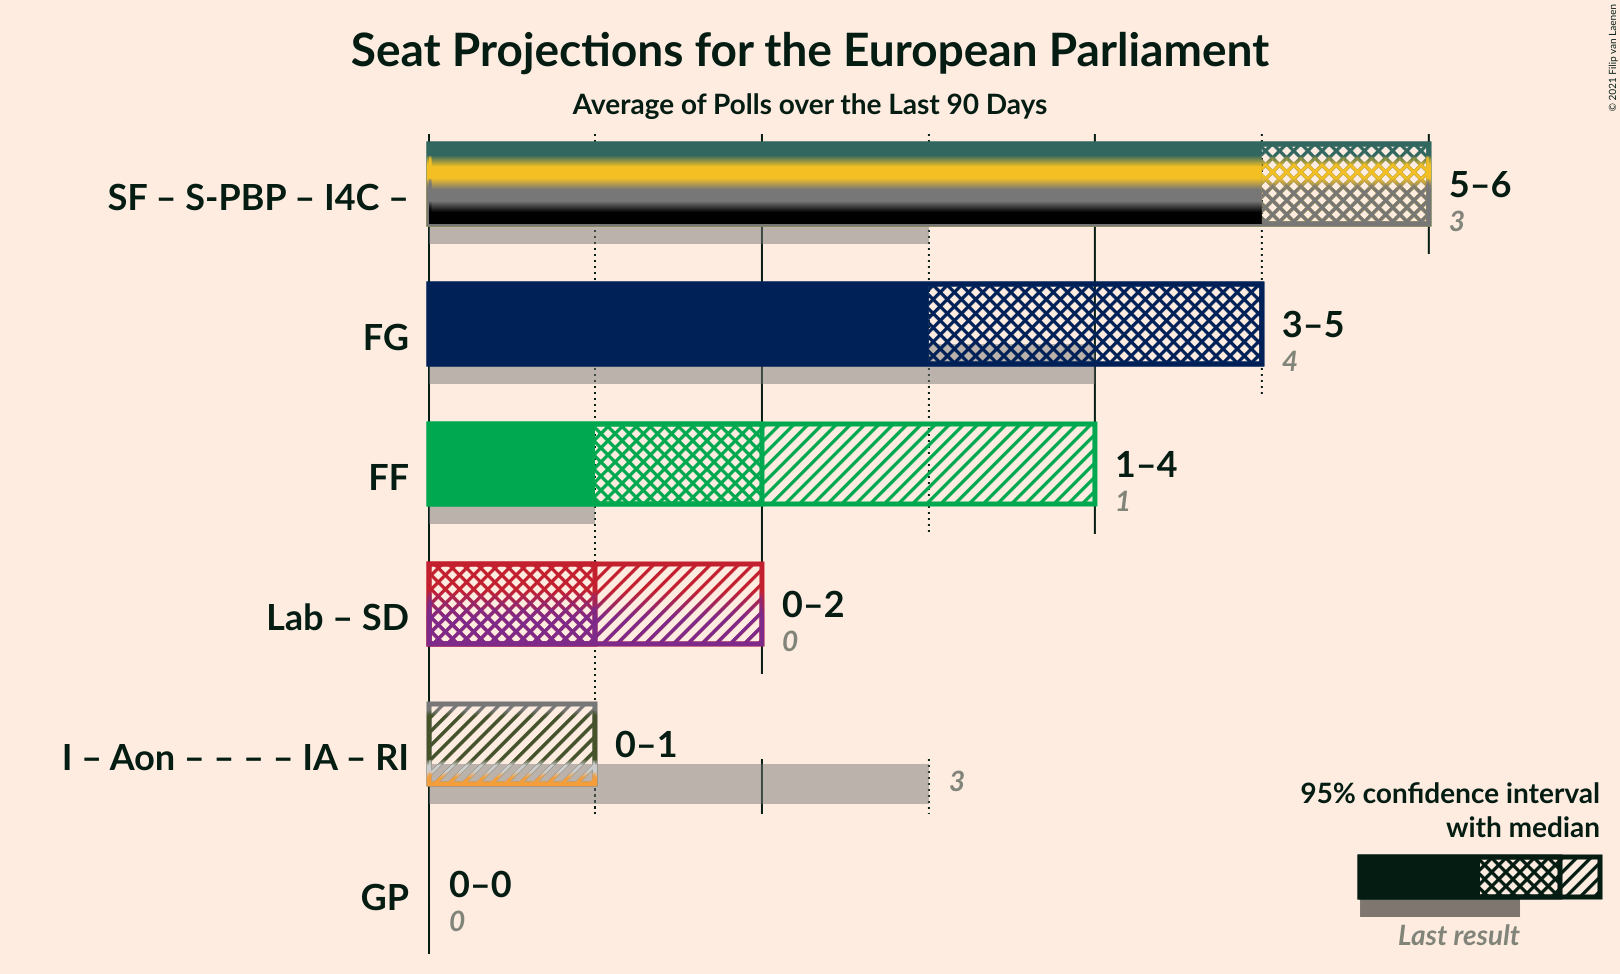 Seat Projections for the European Parliament
Average of Polls over the Last 90 Days
© 2021 Filip van Laenen
SF – S-PBP – I4C –
5–6
3
FG
3–5
4
FF
1–4
1
Lab – SD
0–2
0
I – Aon – – – – IA – RI
0–1
3
GP
0–0
0
95% confidence interval
with median
Last result